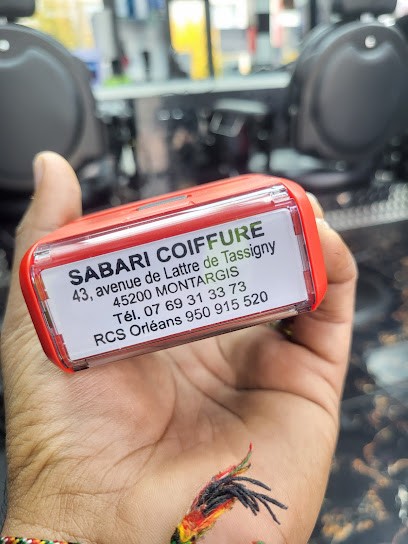 SABARI COIFFURE
43, avenue de Lattre de Tassigny
45200 MONTARGIS
Tél. 07 69 31 33 73
RCS Orléans 950 915 520